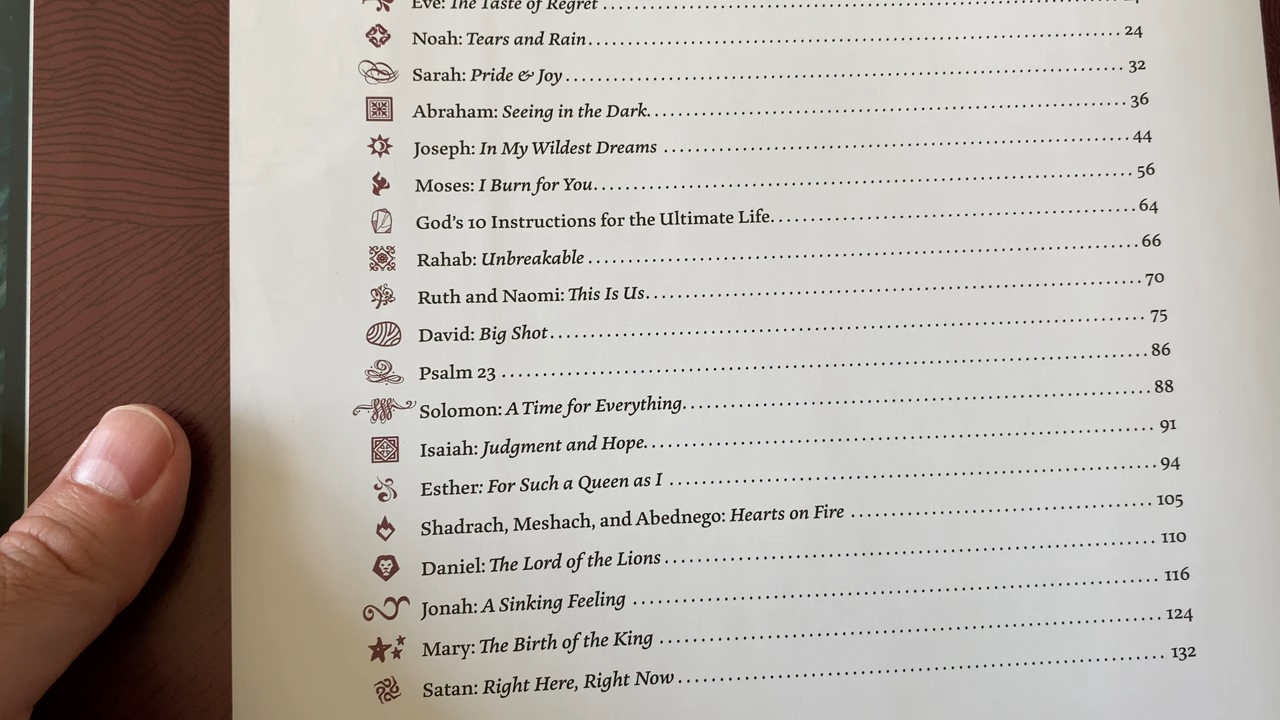 Eve: The Taste of Regret
Noah: Tears and Rain 24
Sarah: Pride & Joy 32
Abraham: Seeing in the Dark 36
Joseph: In My Wildest Dreams 44
Moses: I Burn for You 56
God's 10 Instructions for the Ultimate Life 64
Rahab: Unbreakable 66
Ruth and Naomi: This Is Us 70
David: Big Shot 75
Psalm 23 86
Solomon: A Time for Everything 88
Isaiah: Judgment and Hope 91
Esther: For Such a Queen as I 94
Shadrach, Meshach, and Abednego: Hearts on Fire 105
Daniel: The Lord of the Lions 110
Jonah: A Sinking Feeling 116
Mary: The Birth of the King 124
Satan: Right Here, Right Now 132